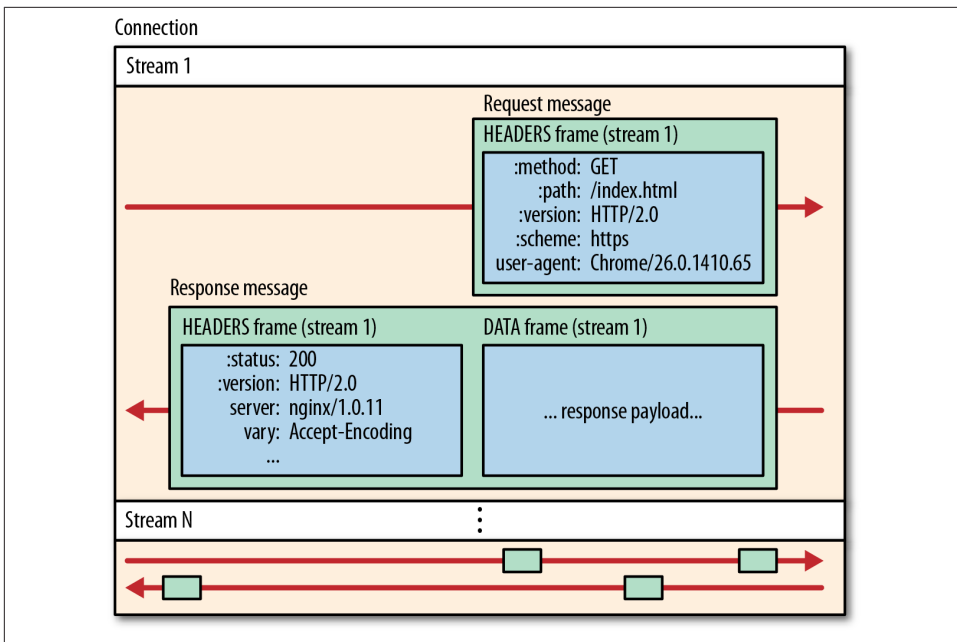 Connection
Stream 1
Request message
HEADERS frame (stream 1)
:method: GET
:path: /index.html
:version: HTTP/2.0
:scheme: https
user-agent: Chrome/26.0.1410.65
Response message
HEADERS frame (stream 1)
:status: 200
:version: HTTP/2.0
server: nginx/1.0.11
vary: Accept-Encoding
...
DATA frame (stream 1)
... response payload...
Stream N